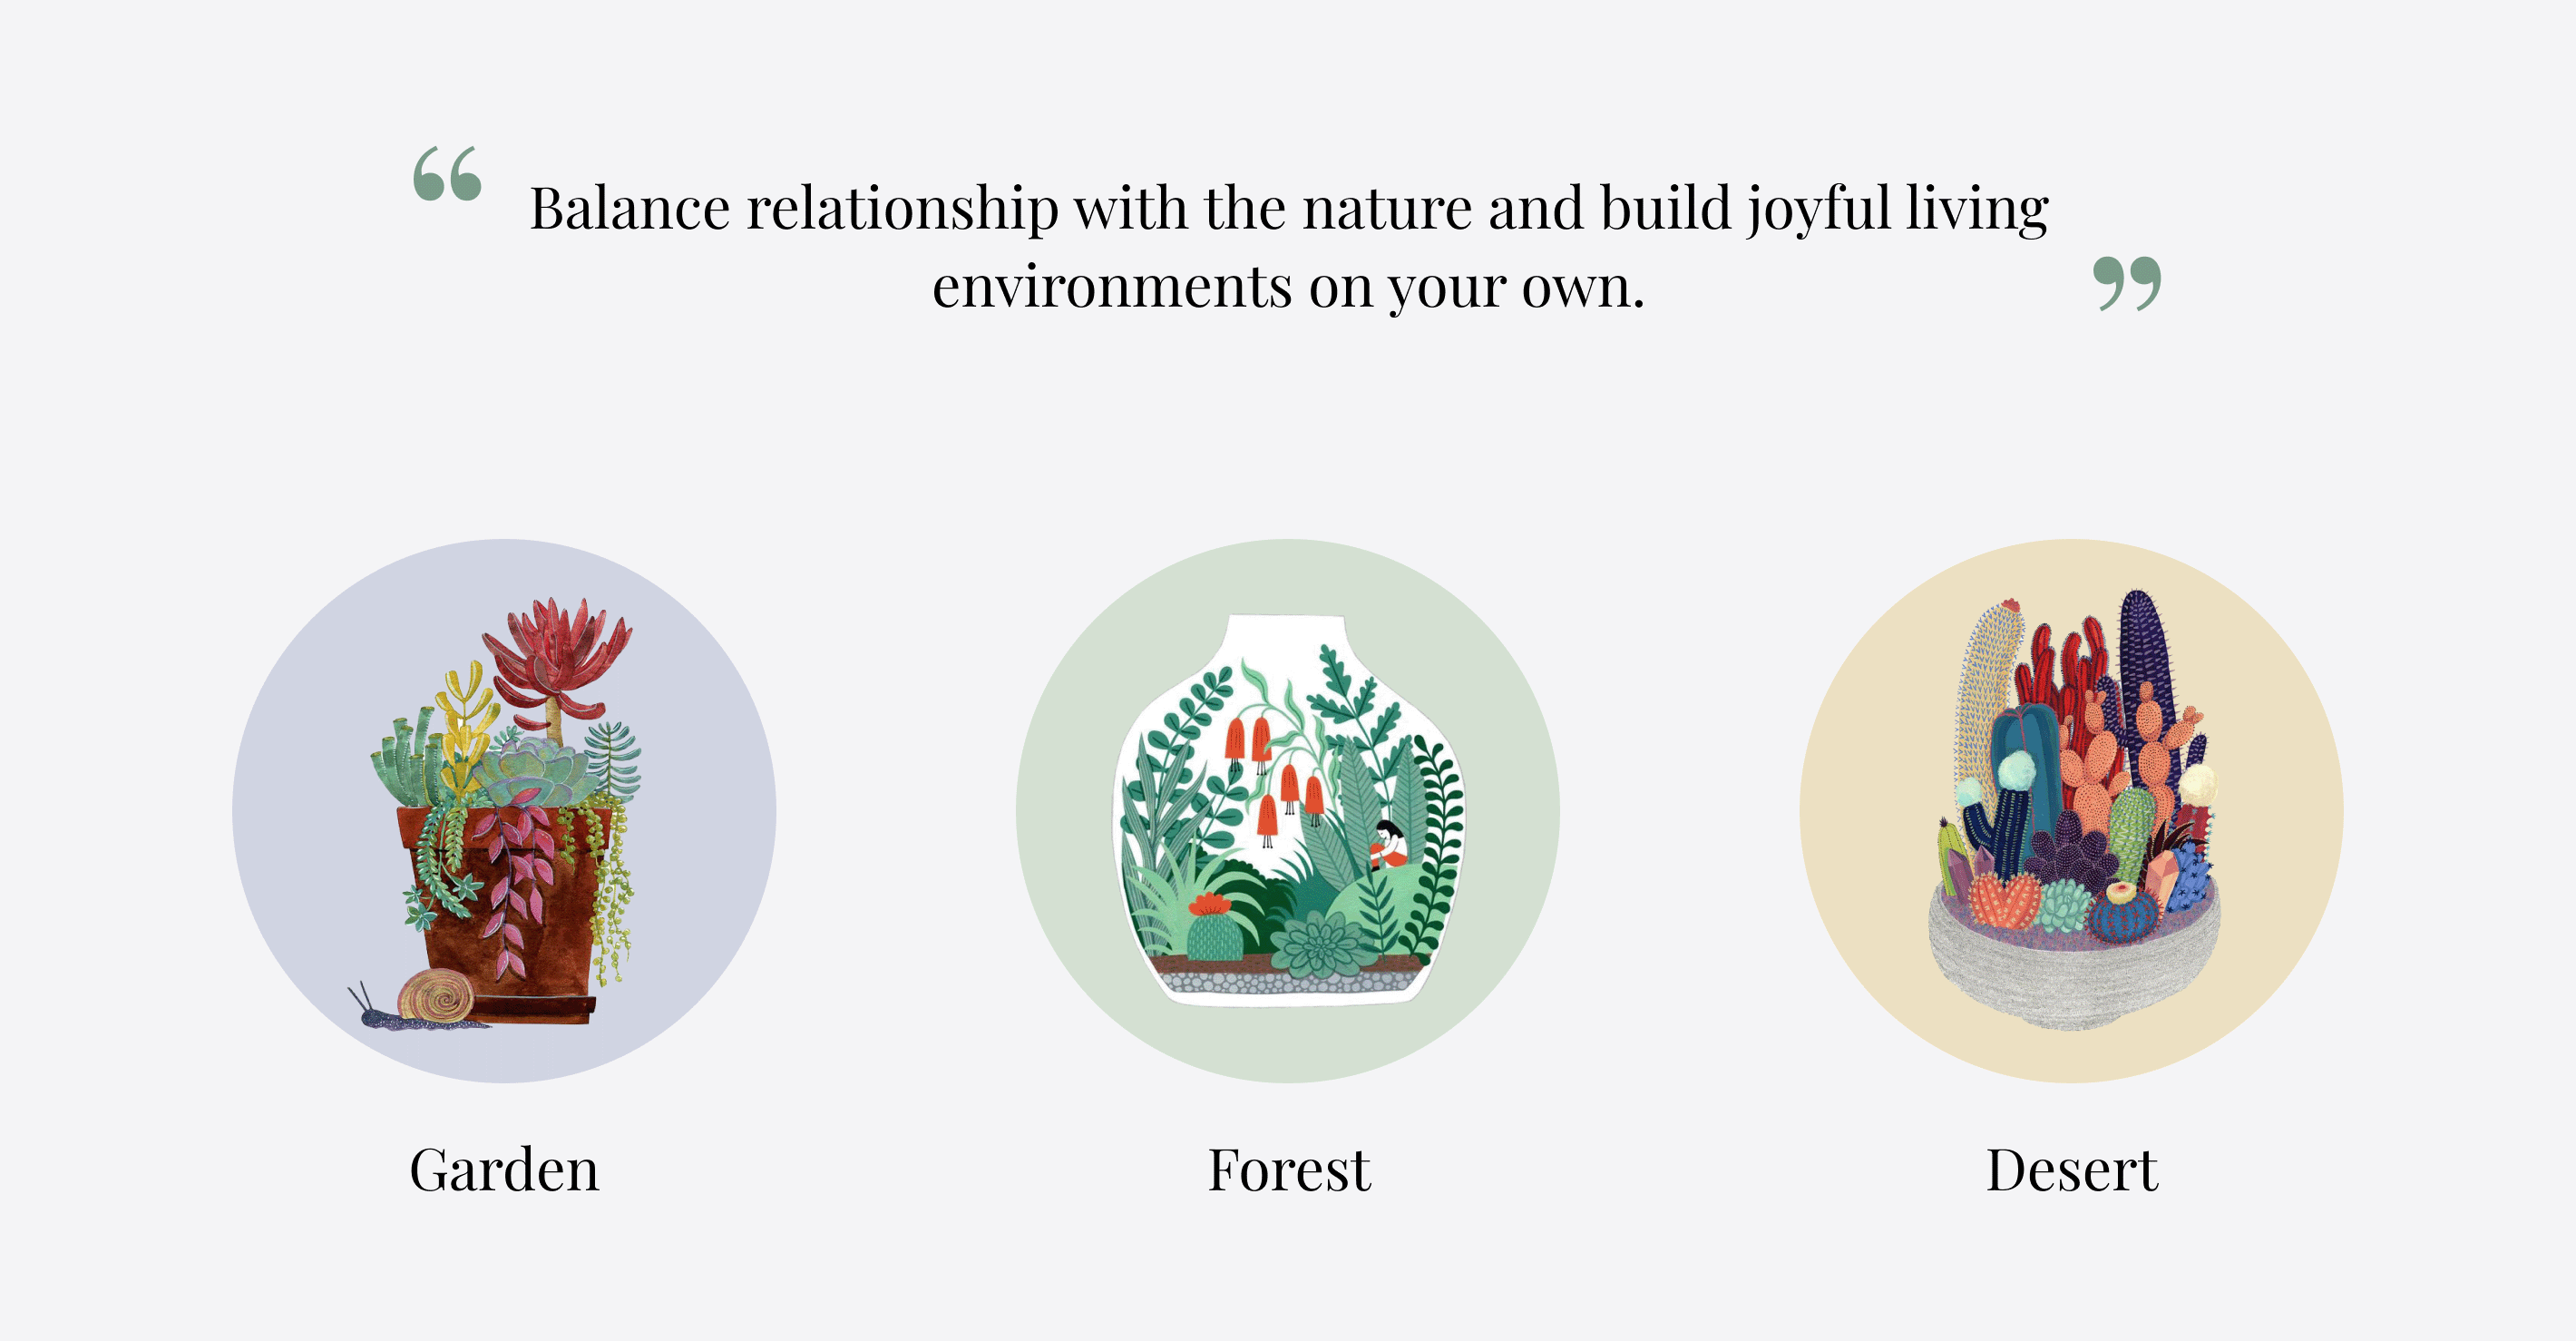 “ Balance relationship with the nature and build joyful living
environments on your own. ”
Garden
Forest
Desert